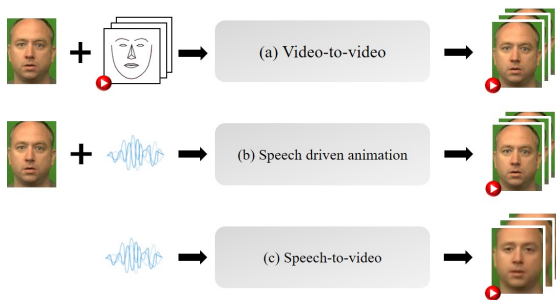 (a) Video-to-video
(b) Speech driven animation
(c) Speech-to-video